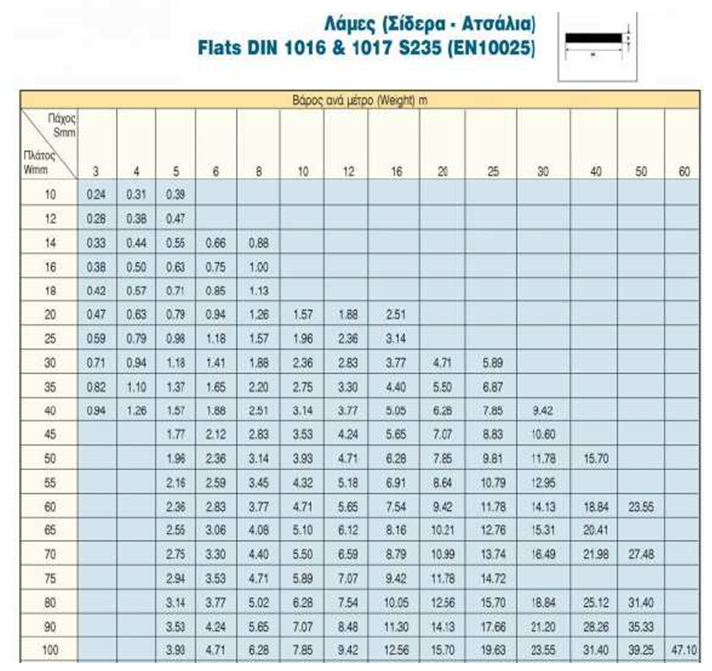 Λάμες (Σίδερα - Ατσάλια)
Flats DIN 1016 & 1017 S235 (EN10025)
Βάρος ανά μέτρο (Weight) m
Πάχος
Smm
Πλάτος
Wmm 3 4 5 6 8 10 12 16 20 25 30 40 50 60
10 0.24 0.31 0.39
12 0.28 0.38 0.47
14 0.33 0.44 0.55 0.66 0.88
16 0.38 0.50 0.63 0.75 1.00
18 0.42 0.57 0.71 0.85 1.13
20 0.47 0.63 0.79 0.94 1.26 1.57 1.88 2.51
25 0.59 0.79 0.98 1.18 1.57 1.96 2.36 3.14
30 0.71 0.94 1.18 1.41 1.88 2.36 2.83 3.77 4.71 5.89
35 0.82 1.10 1.37 1.65 2.20 2.75 3.30 4.40 5.50 6.87
40 0.94 1.26 1.57 1.88 2.51 3.14 3.77 5.05 6.28 7.85 9.42
45 1.77 2.12 2.83 3.53 4.24 5.65 7.07 8.83 10.60
50 1.96 2.36 3.14 3.93 4.71 6.28 7.85 9.81 11.78 15.70
55 2.16 2.59 3.45 4.32 5.18 6.91 8.64 10.79 12.95
60 2.36 2.83 3.77 4.71 5.65 7.54 9.42 11.78 14.13 18.84 23.55
65 2.55 3.06 4.08 5.10 6.12 8.16 10.21 12.76 15.31 20.41
70 2.75 3.30 4.40 5.50 6.59 8.79 10.99 13.74 16.49 21.98 27.48
75 2.94 3.53 4.71 5.89 7.07 9.42 11.78 14.72
80 3.14 3.77 5.02 6.28 7.54 10.05 12.56 15.70 18.84 25.12 31.40
90 3.53 4.24 5.65 7.07 8.48 11.30 14.13 17.66 21.20 28.26 35.33
100 3.93 4.71 6.28 7.85 9.42 12.56 15.70 19.63 23.55 31.40 39.25 47.10